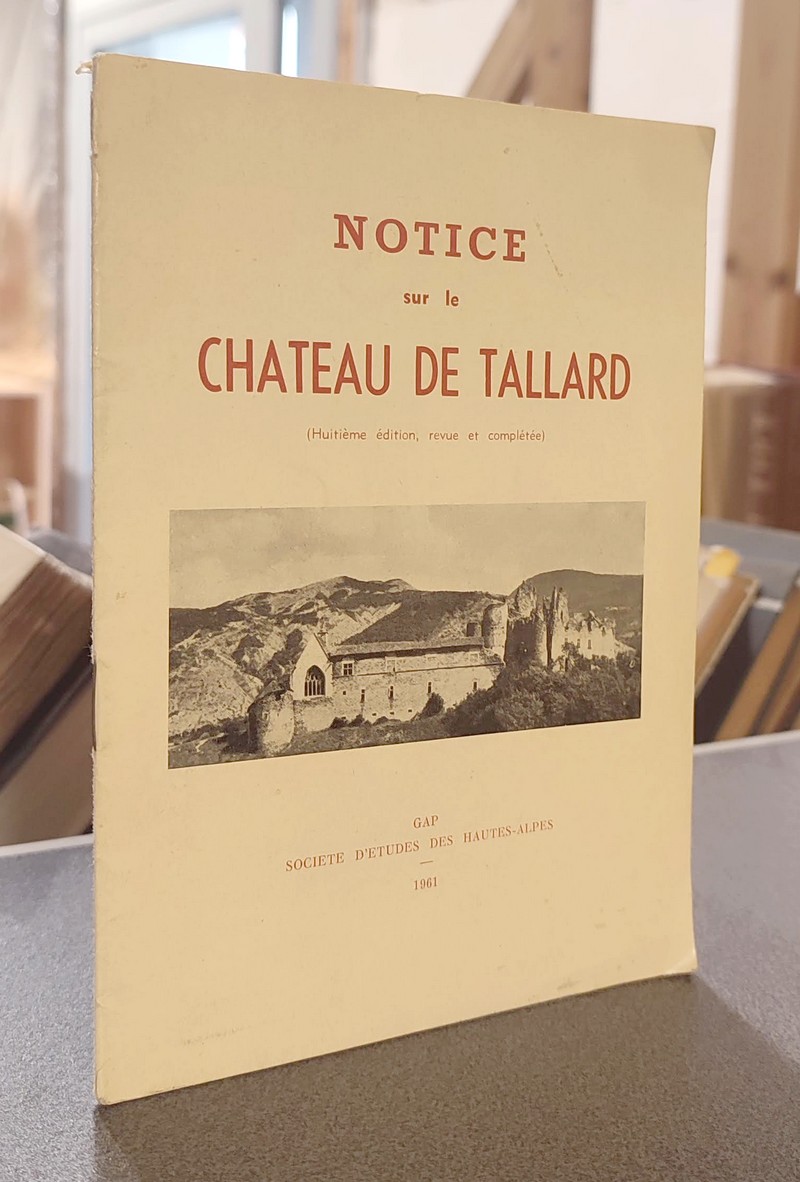 NOTICE
sur le
CHATEAU DE TALLARD
(Huitième édition, revue et complétée)
GAP
SOCIETE D'ETUDES DES HAUTES-ALPES
1961